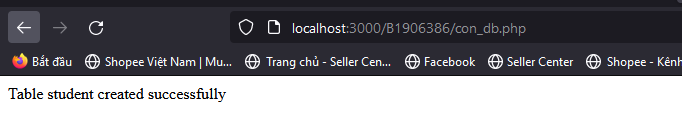 localhost:3000/B1906386/con_db.php
Bắt đầu Shopee Việt Nam | Mu... Trang chủ - Seller Cen... Facebook Seller Center Shopee - Kênh
Table student created successfully